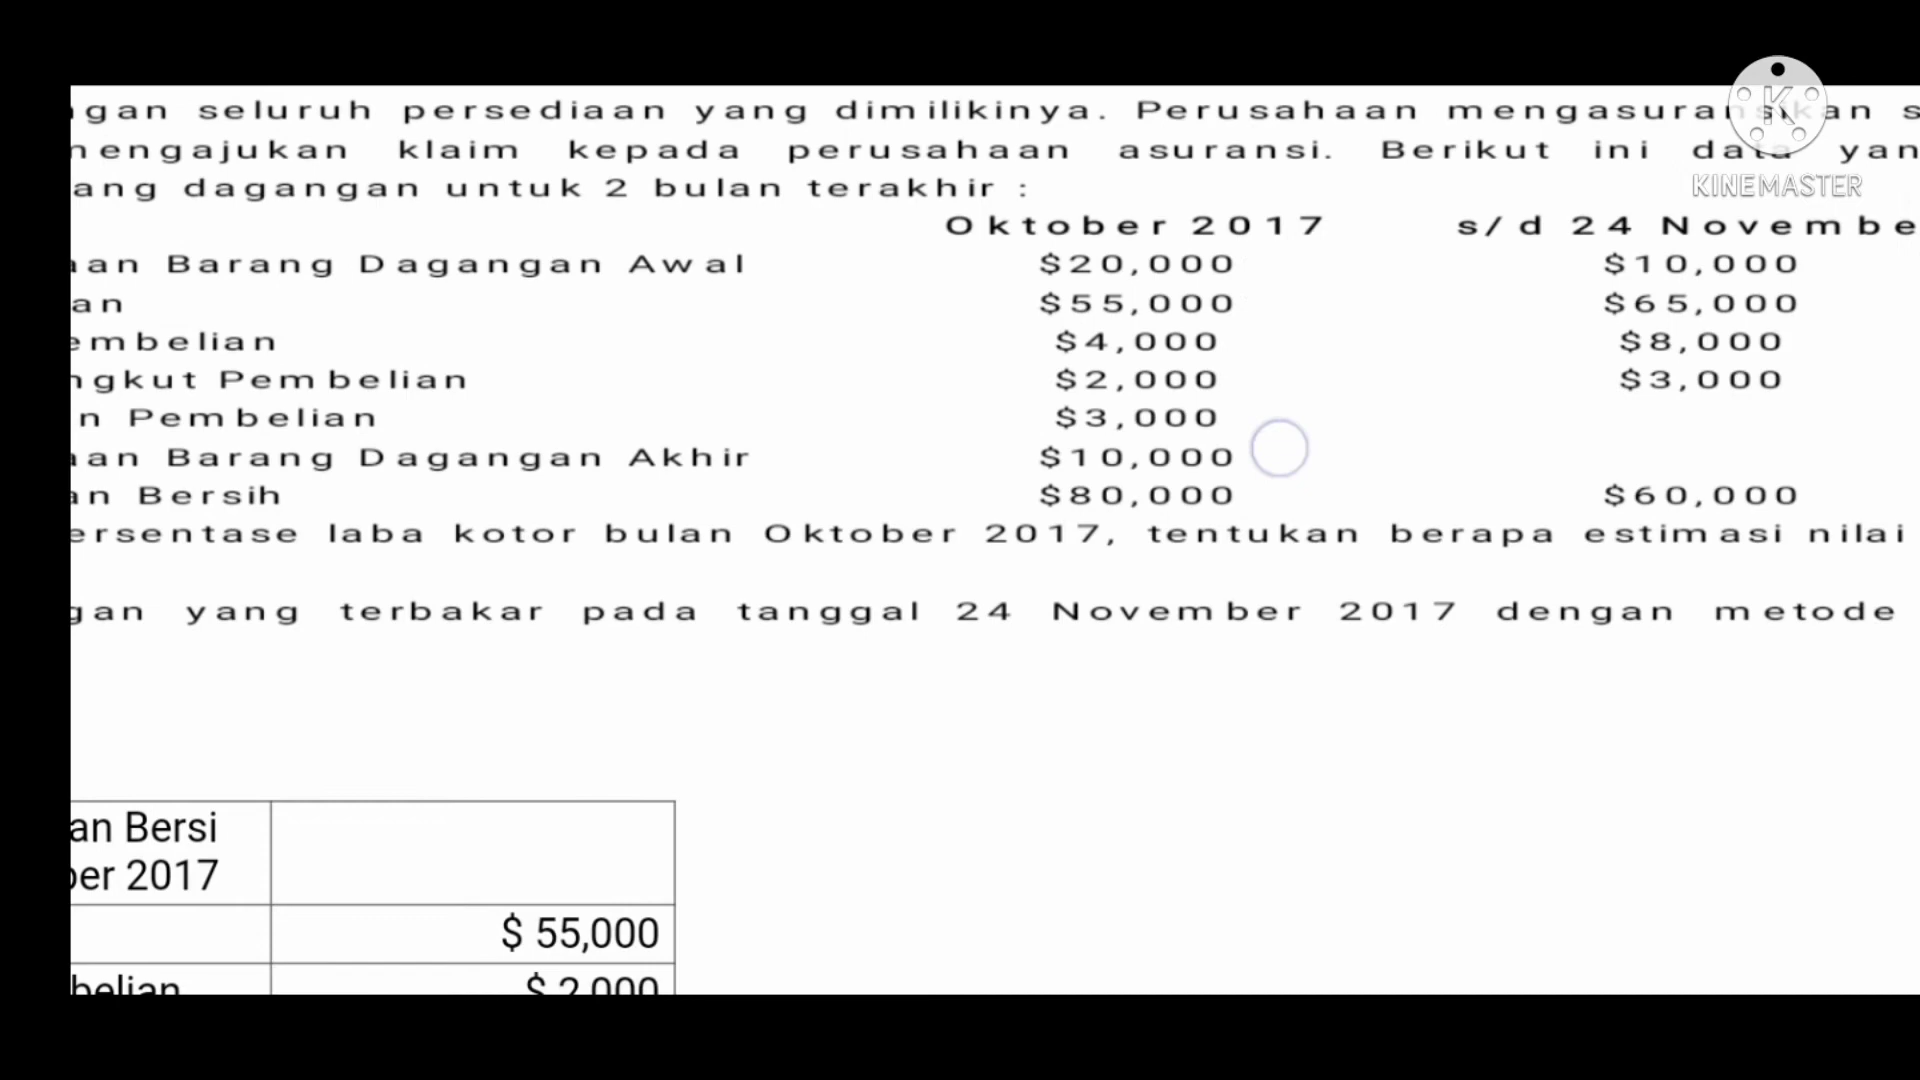 gan seluruh persediaan yang dimilikinya. Perusahaan mengasuransikan s
mengajukan klaim kepada perusahaan asuransi. Berikut ini data yan
ang dagangan untuk 2 bulan terakhir :
Oktober 2017 s/d 24 Novembe
aan Barang Dagangan Awal $20,000 $10,000
an $55,000 $65,000
embelian $4,000 $8,000
ngkut Pembelian $2,000 $3,000
n Pembelian $3,000
aan Barang Dagangan Akhir $10,000
an Bersih $80,000 $60,000
ersentase laba kotor bulan Oktober 2017, tentukan berapa estimasi nilai
gan yang terbakar pada tanggal 24 November 2017 dengan metode
an Bersi
ber 2017
$ 55,000
belian $ 2,000
K
KINEMASTER